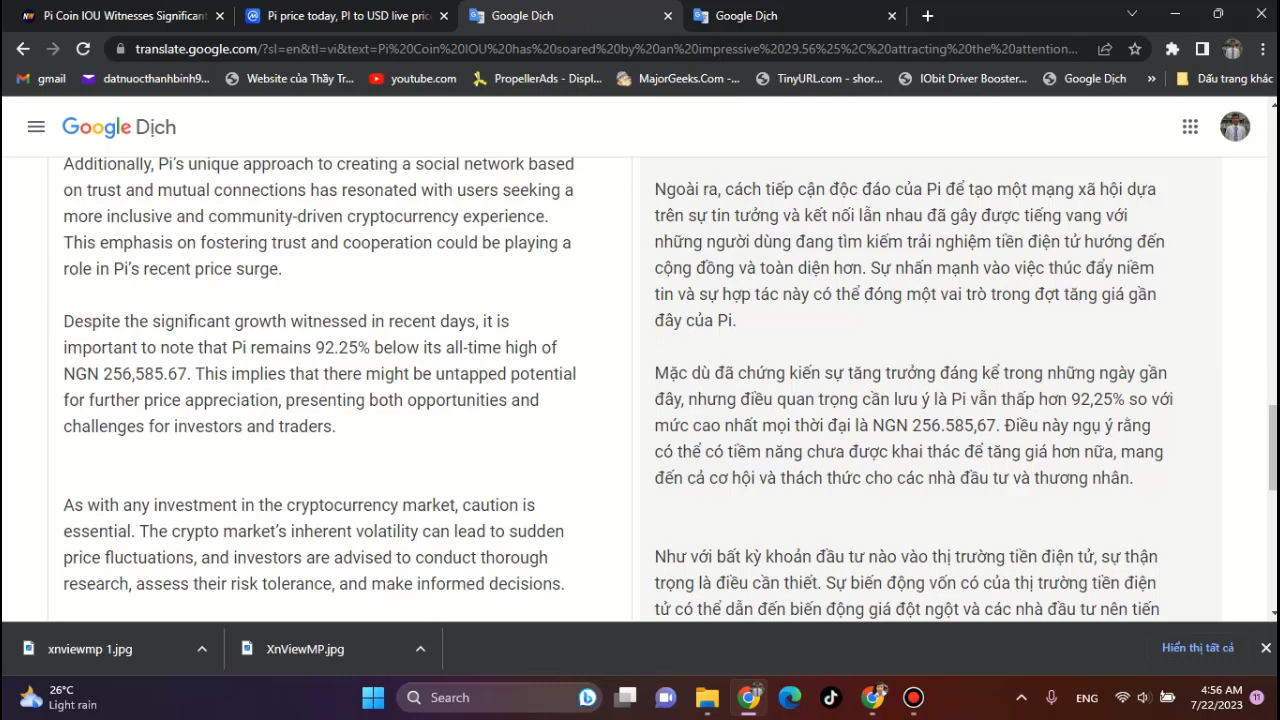 Pi Coin IOU Witnesses Significant
Pi price today, PI to USD live price
Google Dịch
Google Dịch
translate.google.com/?sl=en&tl=vi&text=Pi%20Coin%20IOU%20has%20soared%20by%20an%20impressive%2029.56%25%2C%20attracting%20the%20attention...
gmail
datnuocthanhbinh9...
Website của Thầy Tr...
youtube.com
PropellerAds - Displ...
MajorGeeks.Com -...
TinyURL.com - shor...
IObit Driver Booster...
Google Dịch
»
Dấu trang khác
Google Dịch
Additionally, Pi’s unique approach to creating a social network based
on trust and mutual connections has resonated with users seeking a
more inclusive and community-driven cryptocurrency experience.
This emphasis on fostering trust and cooperation could be playing a
role in Pi’s recent price surge.
Despite the significant growth witnessed in recent days, it is
important to note that Pi remains 92.25% below its all-time high of
NGN 256,585.67. This implies that there might be untapped potential
for further price appreciation, presenting both opportunities and
challenges for investors and traders.
As with any investment in the cryptocurrency market, caution is
essential. The crypto market’s inherent volatility can lead to sudden
price fluctuations, and investors are advised to conduct thorough
research, assess their risk tolerance, and make informed decisions.
Ngoài ra, cách tiếp cận độc đáo của Pi để tạo một mạng xã hội dựa
trên sự tin tưởng và kết nối lẫn nhau đã gây được tiếng vang với
những người dùng đang tìm kiếm trải nghiệm tiền điện tử hướng đến
cộng đồng và toàn diện hơn. Sự nhấn mạnh vào việc thúc đẩy niềm
tin và sự hợp tác này có thể đóng một vai trò trong đợt tăng giá gần
đây của Pi.
Mặc dù đã chứng kiến sự tăng trưởng đáng kể trong những ngày gần
đây, nhưng điều quan trọng cần lưu ý là Pi vẫn thấp hơn 92,25% so với
mức cao nhất mọi thời đại là NGN 256.585,67. Điều này ngụ ý rằng
có thể có tiềm năng chưa được khai thác để tăng giá hơn nữa, mang
đến cả cơ hội và thách thức cho các nhà đầu tư và thương nhân.
Như với bất kỳ khoản đầu tư nào vào thị trường tiền điện tử, sự thận
trọng là điều cần thiết. Sự biến động vốn có của thị trường tiền điện
tử có thể dẫn đến biến động giá đột ngột và các nhà đầu tư nên tiến
xnviewmp 1.jpg
XnViewMP.jpg
Hiển thị tất cả
26°C
Light rain
Search
ENG
4:56 AM
7/22/2023
11